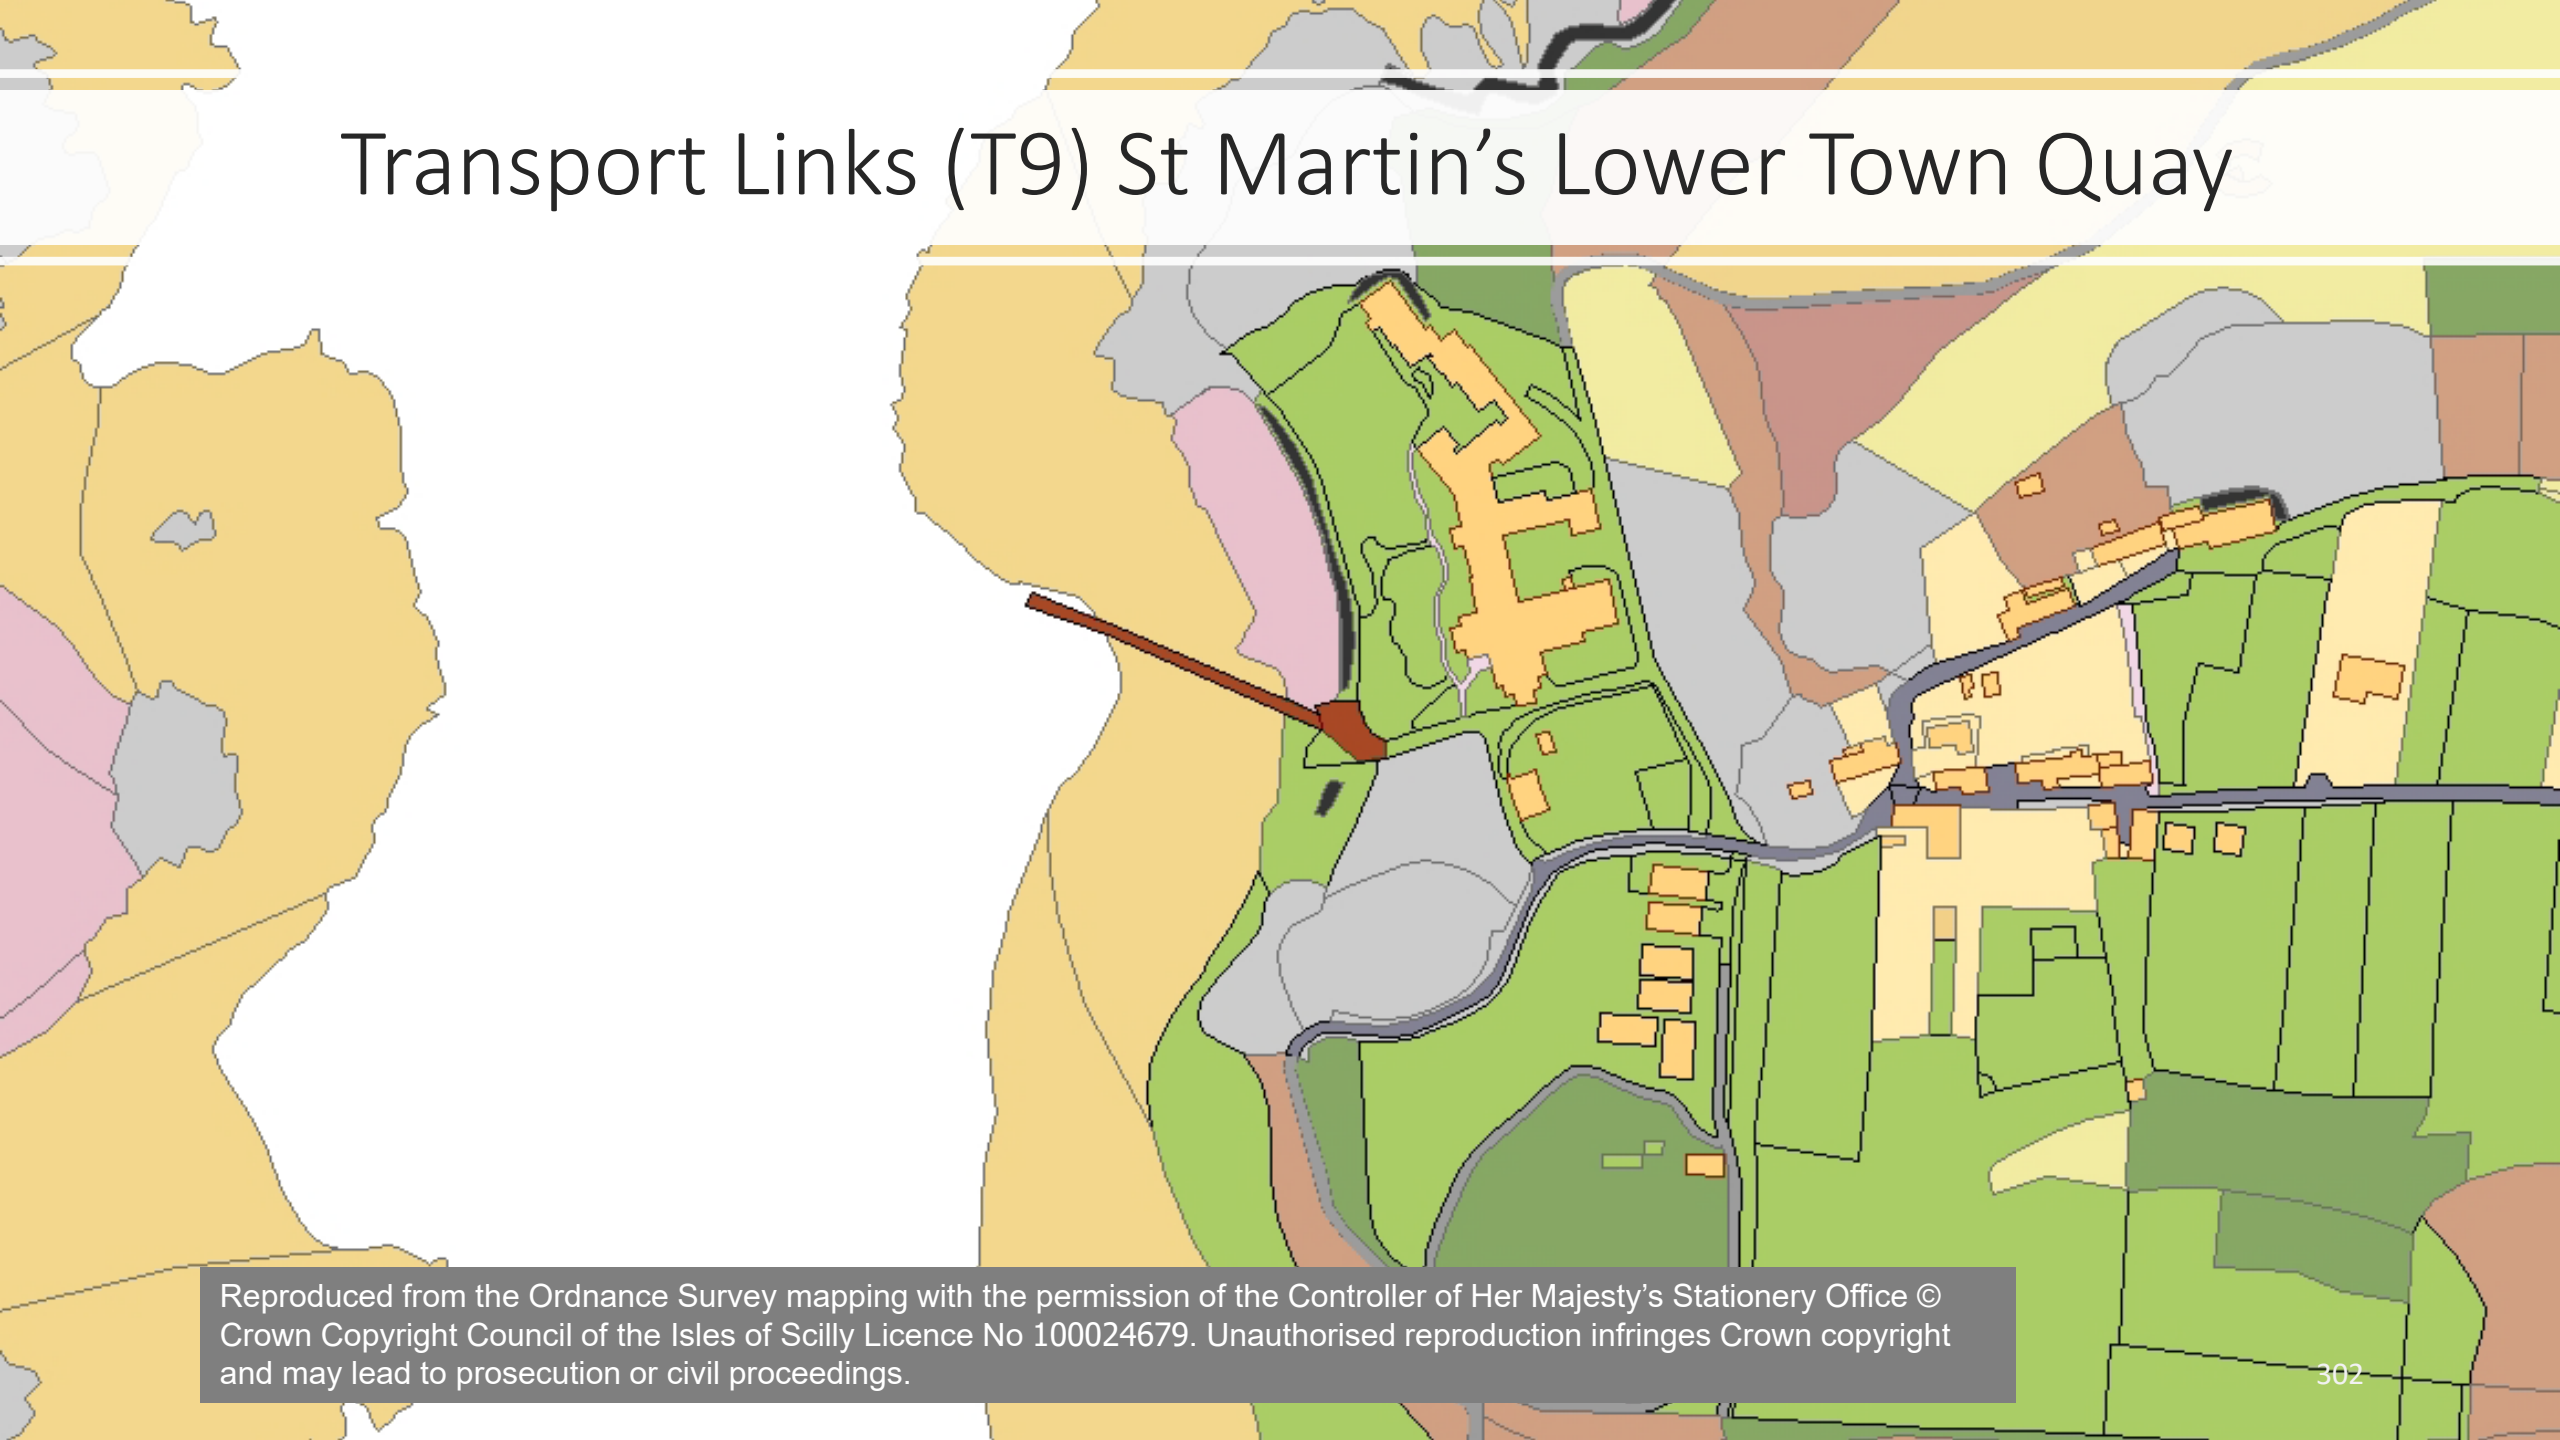 Transport Links (T9) St Martin’s Lower Town Quay
Reproduced from the Ordnance Survey mapping with the permission of the Controller of Her Majesty’s Stationery Office ©
Crown Copyright Council of the Isles of Scilly Licence No 100024679. Unauthorised reproduction infringes Crown copyright
and may lead to prosecution or civil proceedings.
302